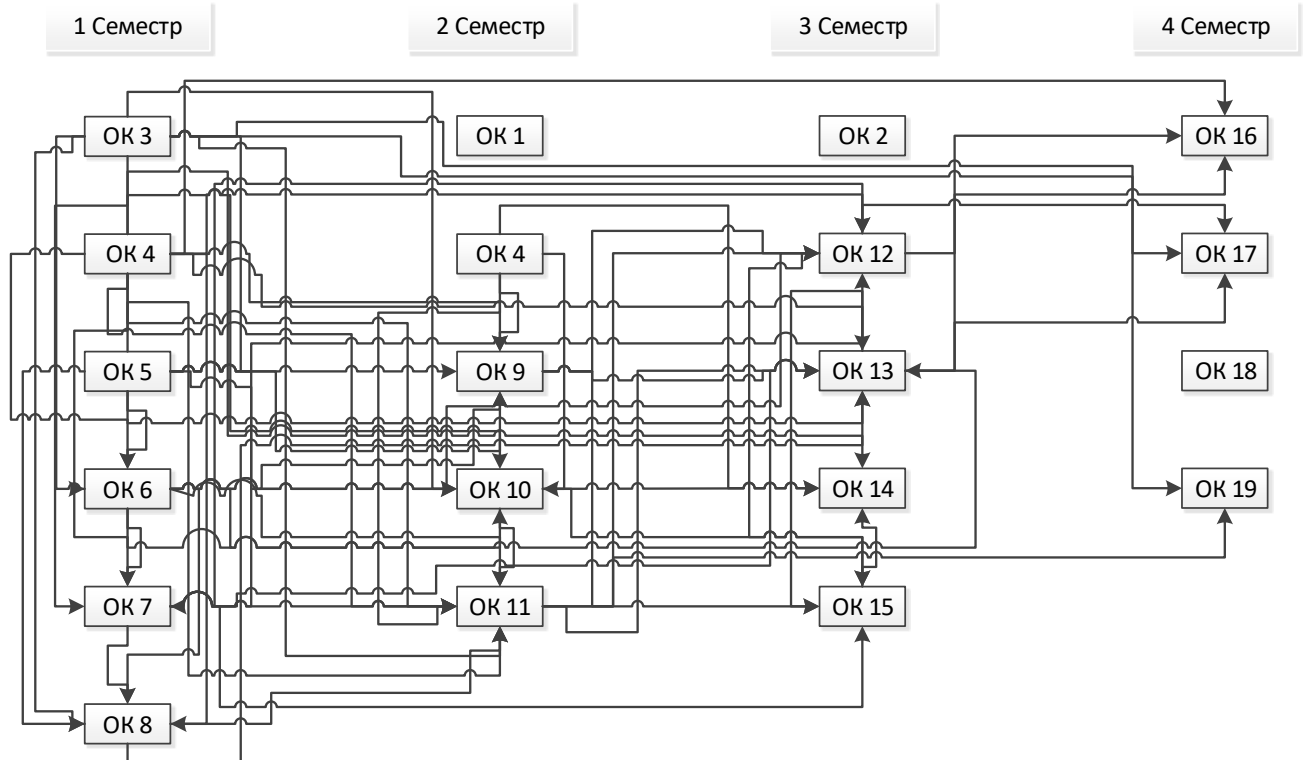 1 Семестр 2 Семестр 3 Семестр 4 Семестр
ОК 3 ОК 1 ОК 2 ОК 16
ОК 4 ОК 4 ОК 12 ОК 17
ОК 5 ОК 9 ОК 13 ОК 18
ОК 6 ОК 10 ОК 14 ОК 19
ОК 7 ОК 11 ОК 15
ОК 8